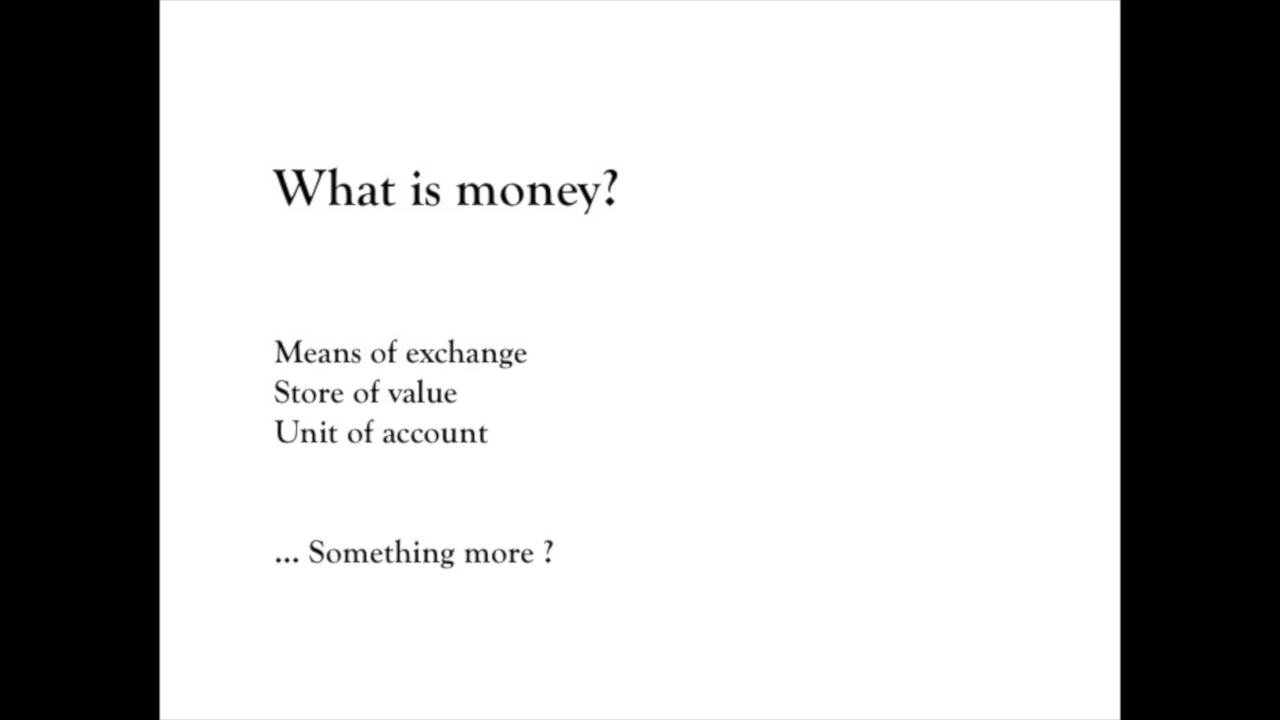 What is money?
Means of exchange
Store of value
Unit of account
... Something more ?